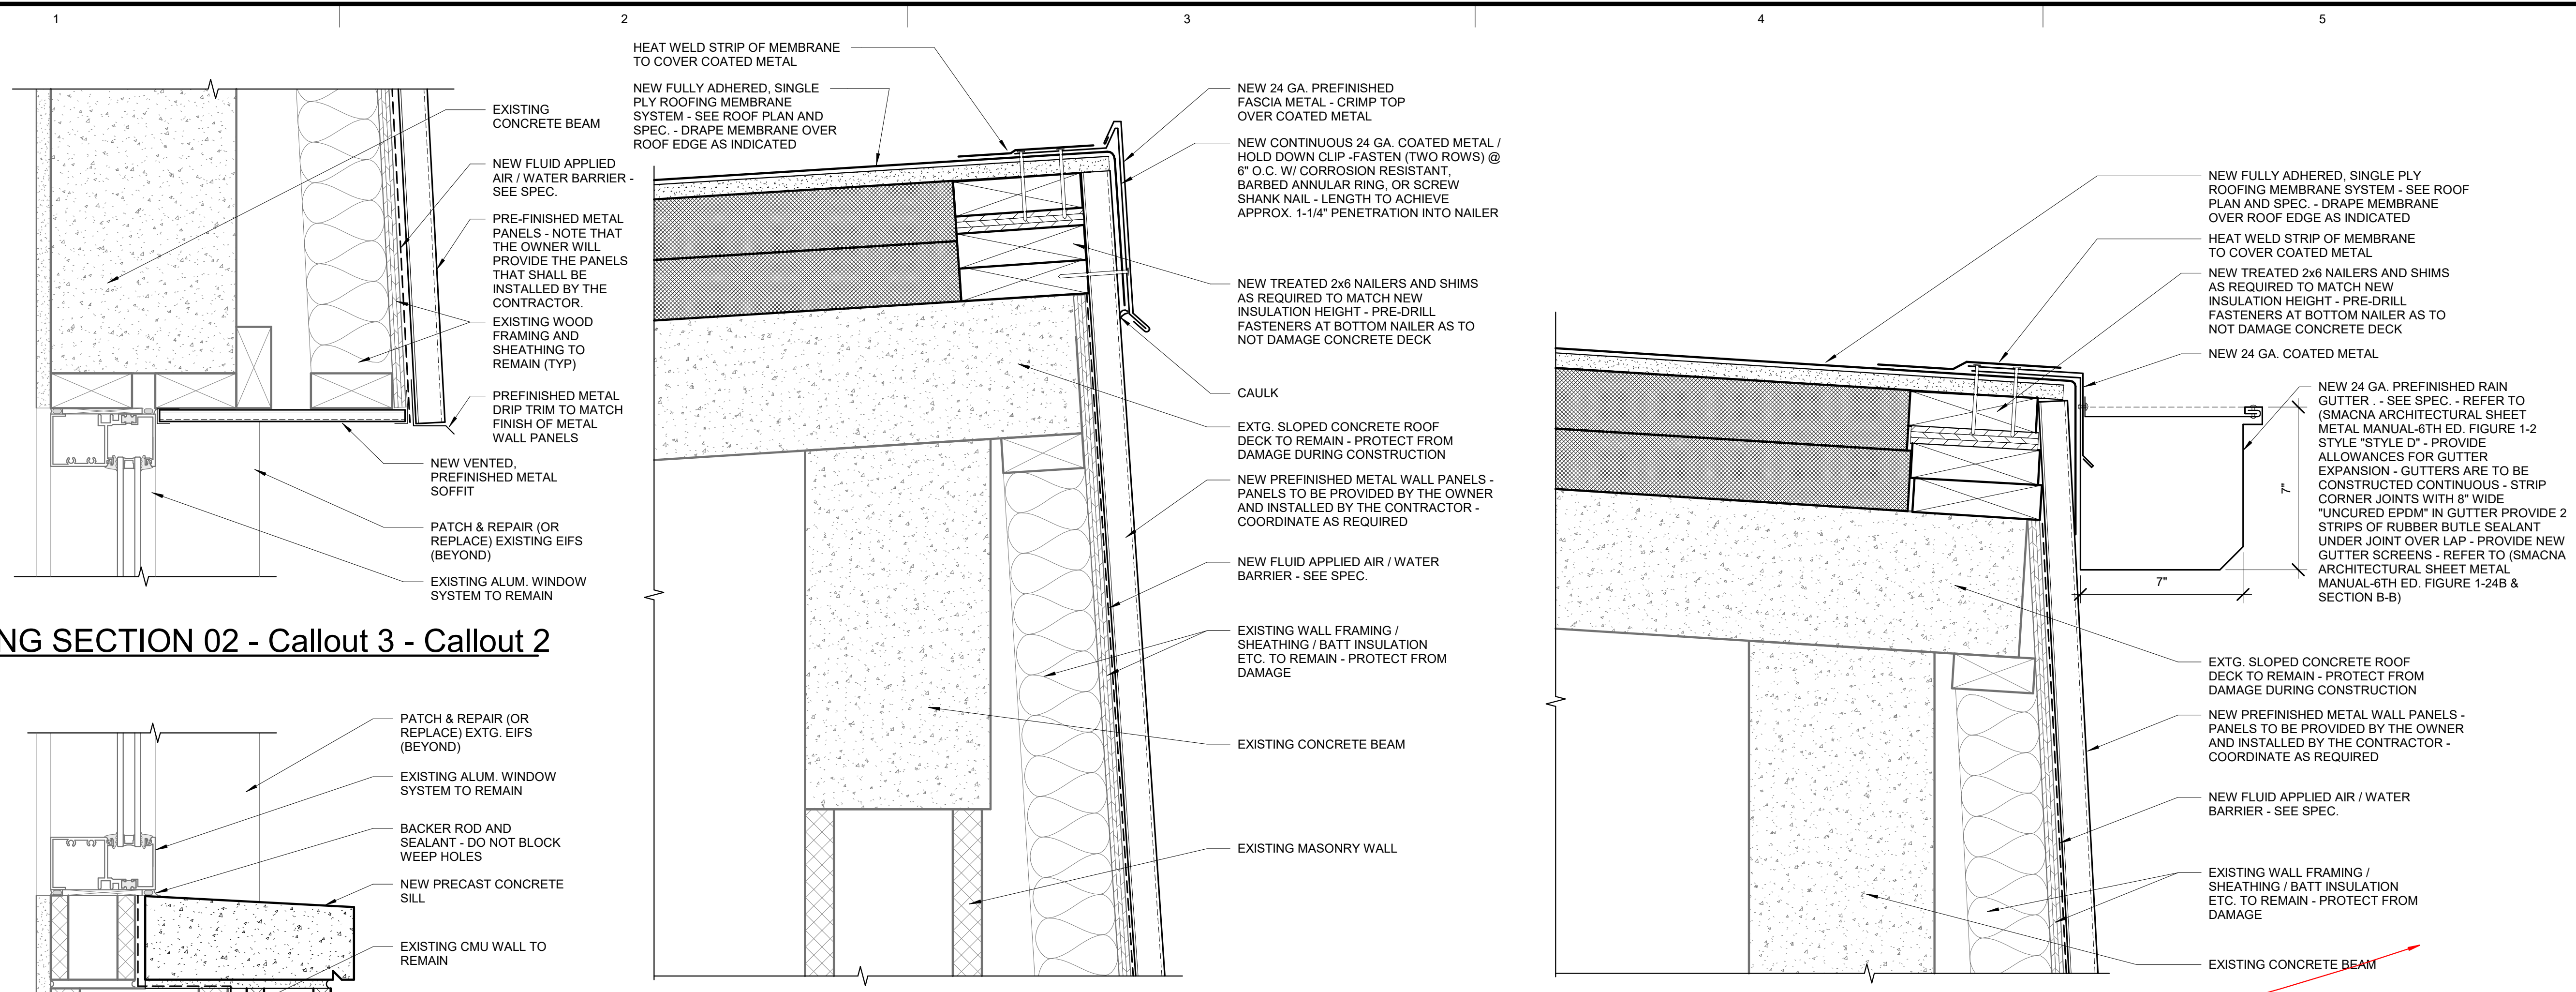 1
2
3
4
5
EXISTING
CONCRETE BEAM
NEW FLUID APPLIED
AIR / WATER BARRIER -
SEE SPEC.
PRE-FINISHED METAL
PANELS - NOTE THAT
THE OWNER WILL
PROVIDE THE PANELS
THAT SHALL BE
INSTALLED BY THE
CONTRACTOR.
EXISTING WOOD
FRAMING AND
SHEATHING TO
REMAIN (TYP)
PREFINISHED METAL
DRIP TRIM TO MATCH
FINISH OF METAL
WALL PANELS
NEW VENTED,
PREFINISHED METAL
SOFFIT
PATCH & REPAIR (OR
REPLACE) EXISTING EIFS
(BEYOND)
EXISTING ALUM. WINDOW
SYSTEM TO REMAIN
NG SECTION 02 - Callout 3 - Callout 2
PATCH & REPAIR (OR
REPLACE) EXTG. EIFS
(BEYOND)
EXISTING ALUM. WINDOW
SYSTEM TO REMAIN
BACKER ROD AND
SEALANT - DO NOT BLOCK
WEEP HOLES
NEW PRECAST CONCRETE
SILL
EXISTING CMU WALL TO
REMAIN
HEAT WELD STRIP OF MEMBRANE
TO COVER COATED METAL
NEW FULLY ADHERED, SINGLE
PLY ROOFING MEMBRANE
SYSTEM - SEE ROOF PLAN AND
SPEC. - DRAPE MEMBRANE OVER
ROOF EDGE AS INDICATED
NEW 24 GA. PREFINISHED
FASCIA METAL - CRIMP TOP
OVER COATED METAL
NEW CONTINUOUS 24 GA. COATED METAL /
HOLD DOWN CLIP -FASTEN (TWO ROWS) @
6" O.C. W/ CORROSION RESISTANT,
BARBED ANNULAR RING, OR SCREW
SHANK NAIL - LENGTH TO ACHIEVE
APPROX. 1-1/4" PENETRATION INTO NAILER
NEW TREATED 2x6 NAILERS AND SHIMS
AS REQUIRED TO MATCH NEW
INSULATION HEIGHT - PRE-DRILL
FASTENERS AT BOTTOM NAILER AS TO
NOT DAMAGE CONCRETE DECK
CAULK
EXTG. SLOPED CONCRETE ROOF
DECK TO REMAIN - PROTECT FROM
DAMAGE DURING CONSTRUCTION
NEW PREFINISHED METAL WALL PANELS -
PANELS TO BE PROVIDED BY THE OWNER
AND INSTALLED BY THE CONTRACTOR -
COORDINATE AS REQUIRED
NEW FLUID APPLIED AIR / WATER
BARRIER - SEE SPEC.
EXISTING WALL FRAMING /
SHEATHING / BATT INSULATION
ETC. TO REMAIN - PROTECT FROM
DAMAGE
EXISTING CONCRETE BEAM
EXISTING MASONRY WALL
NEW FULLY ADHERED, SINGLE PLY
ROOFING MEMBRANE SYSTEM - SEE ROOF
PLAN AND SPEC. - DRAPE MEMBRANE
OVER ROOF EDGE AS INDICATED
HEAT WELD STRIP OF MEMBRANE
TO COVER COATED METAL
NEW TREATED 2x6 NAILERS AND SHIMS
AS REQUIRED TO MATCH NEW
INSULATION HEIGHT - PRE-DRILL
FASTENERS AT BOTTOM NAILER AS TO
NOT DAMAGE CONCRETE DECK
NEW 24 GA. COATED METAL
NEW 24 GA. PREFINISHED RAIN
GUTTER . - SEE SPEC. - REFER TO
(SMACNA ARCHITECTURAL SHEET
METAL MANUAL-6TH ED. FIGURE 1-2
STYLE "STYLE D" - PROVIDE
ALLOWANCES FOR GUTTER
EXPANSION - GUTTERS ARE TO BE
CONSTRUCTED CONTINUOUS - STRIP
CORNER JOINTS WITH 8" WIDE
"UNCURED EPDM" IN GUTTER PROVIDE 2
STRIPS OF RUBBER BUTLE SEALANT
UNDER JOINT OVER LAP - PROVIDE NEW
GUTTER SCREENS - REFER TO (SMACNA
ARCHITECTURAL SHEET METAL
MANUAL-6TH ED. FIGURE 1-24B &
SECTION B-B)
7"
7"
EXTG. SLOPED CONCRETE ROOF
DECK TO REMAIN - PROTECT FROM
DAMAGE DURING CONSTRUCTION
NEW PREFINISHED METAL WALL PANELS -
PANELS TO BE PROVIDED BY THE OWNER
AND INSTALLED BY THE CONTRACTOR -
COORDINATE AS REQUIRED
NEW FLUID APPLIED AIR / WATER
BARRIER - SEE SPEC.
EXISTING WALL FRAMING /
SHEATHING / BATT INSULATION
ETC. TO REMAIN - PROTECT FROM
DAMAGE
EXISTING CONCRETE BEAM